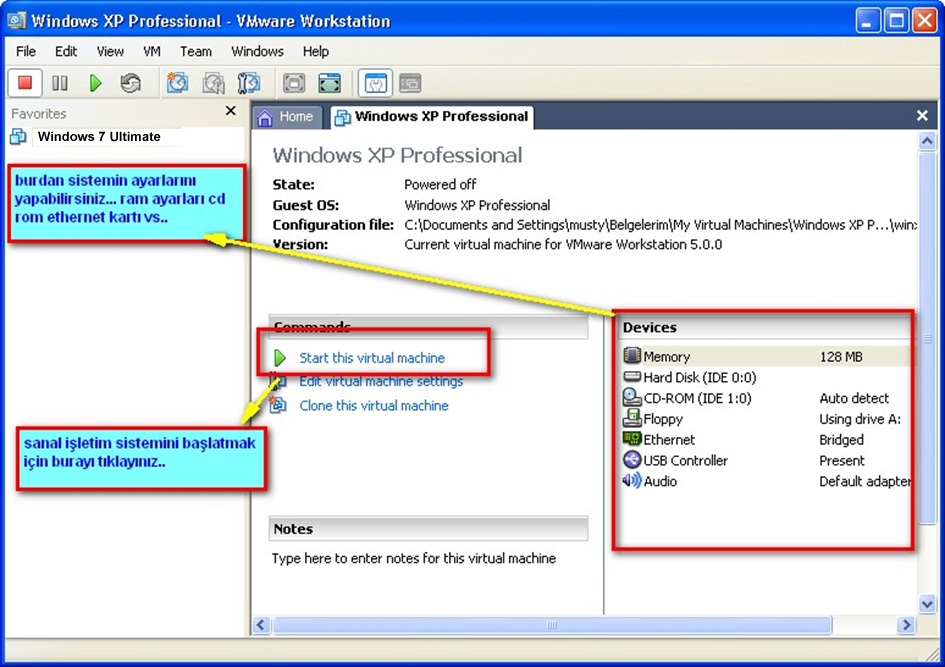 Windows XP Professional - VMware Workstation
File Edit View VM Team Windows Help
Favorites
Windows 7 Ultimate
burdan sistemin ayarlarını
yapabilirsiniz... ram ayarları cd
rom ethernet kartı vs..
sanal işletim sistemini başlatmak
için burayı tıklayınız..
Home Windows XP Professional
Windows XP Professional
State: Powered off
Guest OS: Windows XP Professional
Configuration file: C:\Documents and Settings\musty\Belgelerim\My Virtual Machines\Windows XP P...\win
Version: Current virtual machine for VMware Workstation 5.0.0
Commands
Start this virtual machine
Edit virtual machine settings
Clone this virtual machine
Devices
Memory 128 MB
Hard Disk (IDE 0:0)
CD-ROM (IDE 1:0) Auto detect
Floppy Using drive A:
Ethernet Bridged
USB Controller Present
Audio Default adapter
Notes
Type here to enter notes for this virtual machine